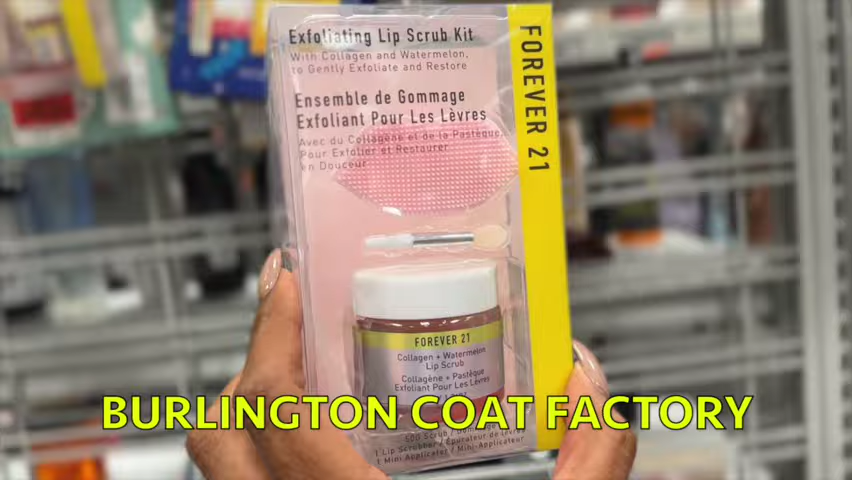 Exfoliating Lip Scrub Kit
With Collagen and Watermelon,
to Gently Exfoliate and Restore
Ensemble de Gommage
Exfoliant Pour Les Lèvres
Avec du Collagène et de la Pastèque,
Pour Exfolier et Restaurer
en Douceur
FOREVER 21
FOREVER 21
Collagen + Watermelon
Lip Scrub
Collagène + Pastèque
Exfoliant Pour Les Lèvres
BURLINGTON COAT FACTORY
1 Lip Scrubber / Épurateur de lèvres
1 Mini Applicator / Mini-Applicateur